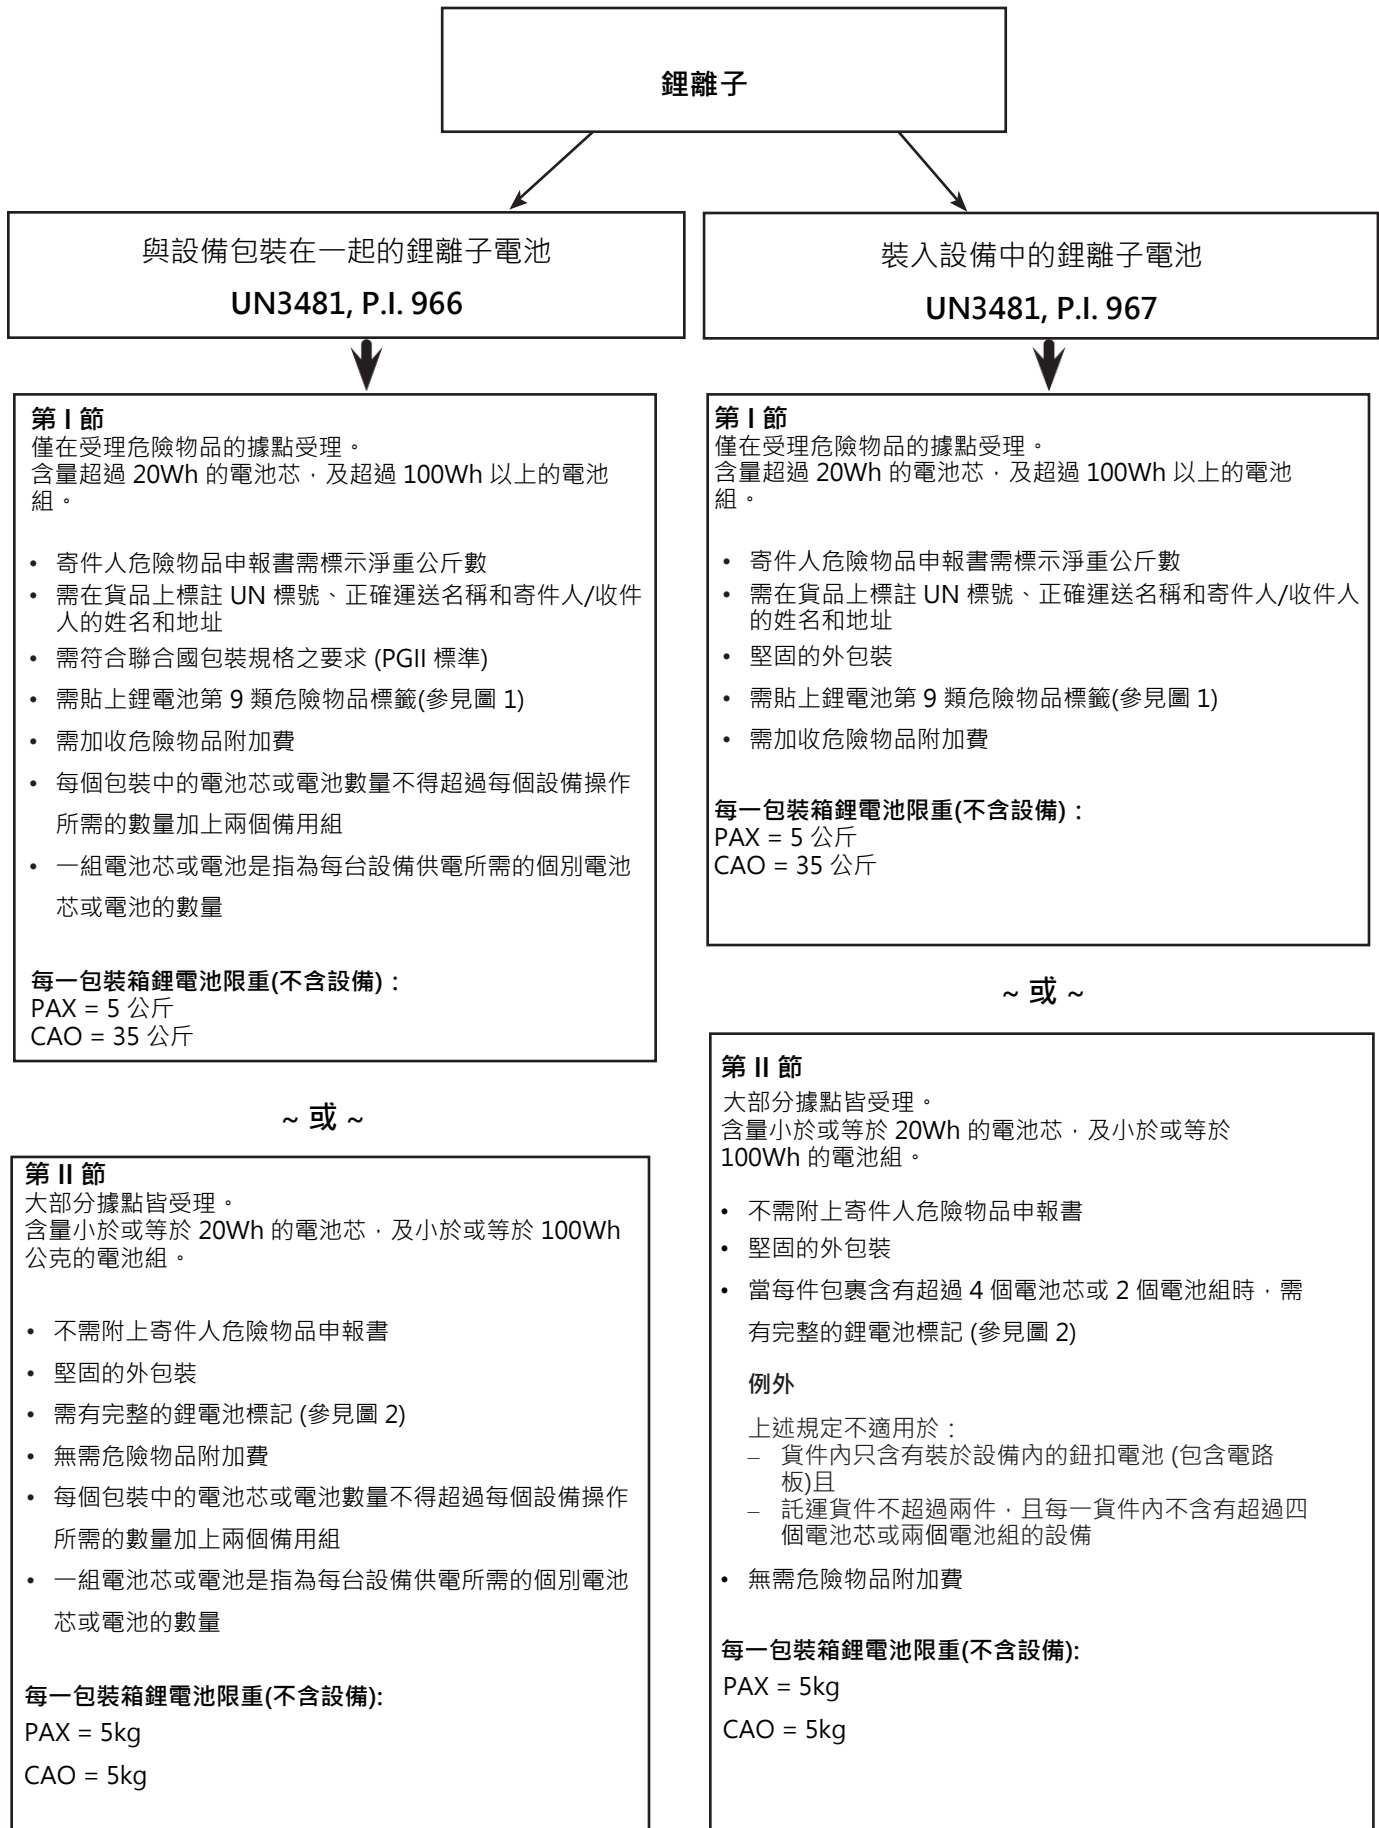 鋰離子
與設備包裝在一起的鋰離子電池
UN3481, P.I. 966
第 I 節
僅在受理危險物品的據點受理。
含量超過 20Wh 的電池芯，及超過 100Wh 以上的電池
組。
• 寄件人危險物品申報書需標示淨重公斤數
• 需在貨品上標註 UN 標號、正確運送名稱和寄件人/收件
人的姓名和地址
• 需符合聯合國包裝規格之要求 (PGII 標準)
• 需貼上鋰電池第 9 類危險物品標籤(參見圖 1)
• 需加收危險物品附加費
• 每個包裝中的電池芯或電池數量不得超過每個設備操作
所需的數量加上兩個備用組
• 一組電池芯或電池是指為每台設備供電所需的個別電池
芯或電池的數量
每一包裝箱鋰電池限重(不含設備)：
PAX = 5 公斤
CAO = 35 公斤
~ 或 ~
第 II 節
大部分據點皆受理。
含量小於或等於 20Wh 的電池芯，及小於或等於 100Wh
公克的電池組。
• 不需附上寄件人危險物品申報書
• 堅固的外包裝
• 需有完整的鋰電池標記 (參見圖 2)
• 無需危險物品附加費
• 每個包裝中的電池芯或電池數量不得超過每個設備操作
所需的數量加上兩個備用組
• 一組電池芯或電池是指為每台設備供電所需的個別電池
芯或電池的數量
每一包裝箱鋰電池限重(不含設備):
PAX = 5kg
CAO = 5kg
裝入設備中的鋰離子電池
UN3481, P.I. 967
第 I 節
僅在受理危險物品的據點受理。
含量超過 20Wh 的電池芯，及超過 100Wh 以上的電池
組。
• 寄件人危險物品申報書需標示淨重公斤數
• 需在貨品上標註 UN 標號、正確運送名稱和寄件人/收件人
的姓名和地址
• 堅固的外包裝
• 需貼上鋰電池第 9 類危險物品標籤(參見圖 1)
• 需加收危險物品附加費
每一包裝箱鋰電池限重(不含設備)：
PAX = 5 公斤
CAO = 35 公斤
~ 或 ~
第 II 節
大部分據點皆受理。
含量小於或等於 20Wh 的電池芯，及小於或等於
100Wh 的電池組。
• 不需附上寄件人危險物品申報書
• 堅固的外包裝
• 當每件包裹含有超過 4 個電池芯或 2 個電池組時，需
有完整的鋰電池標記 (參見圖 2)
例外
上述規定不適用於：
– 貨件內只含有裝於設備內的鈕扣電池 (包含電路
板)且
– 託運貨件不超過兩件，且每一貨件內不含有超過四
個電池芯或兩個電池組的設備
• 無需危險物品附加費
每一包裝箱鋰電池限重(不含設備):
PAX = 5kg
CAO = 5kg